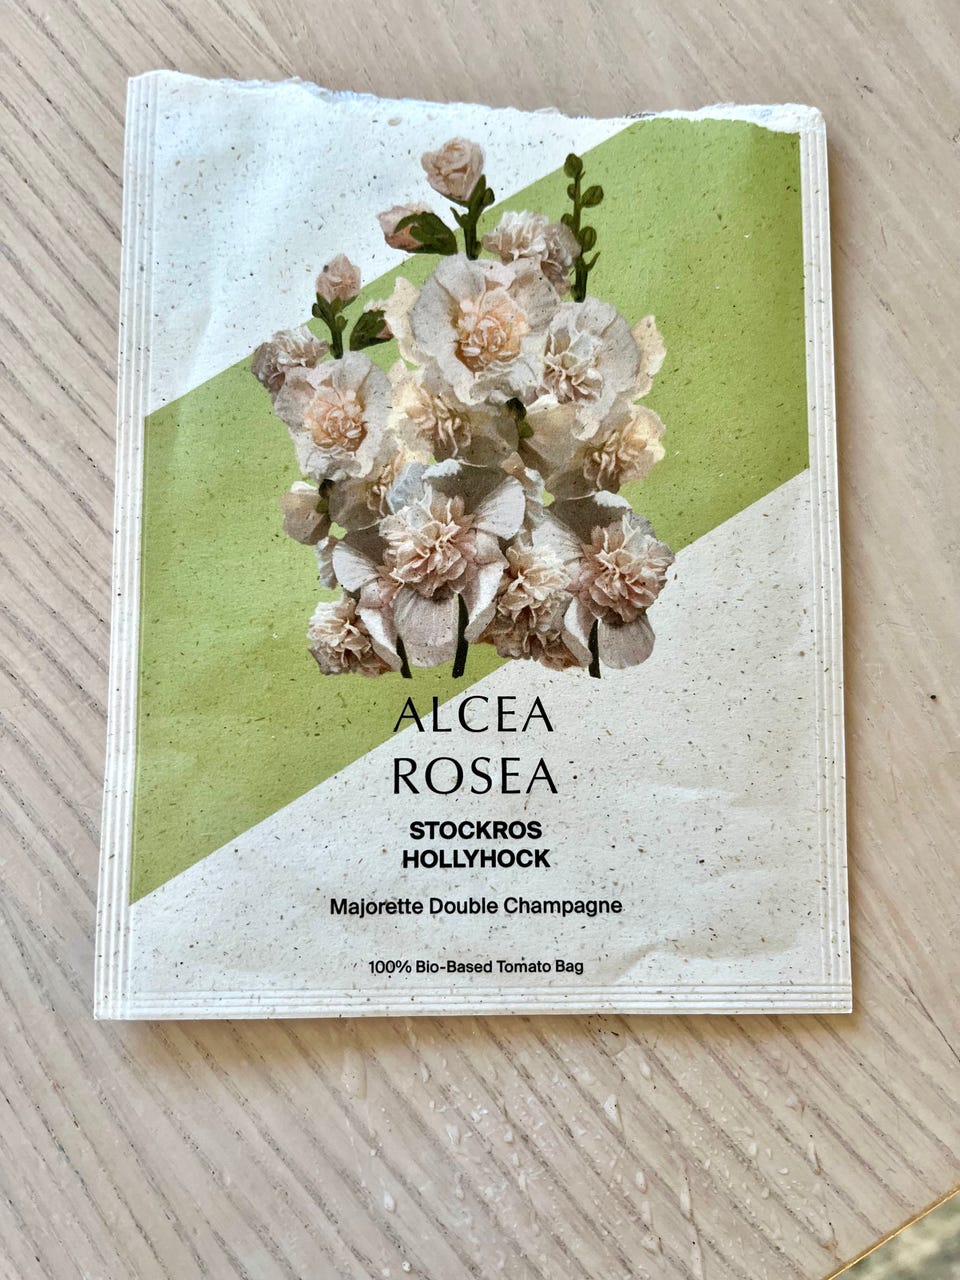 ALCEA
ROSEA
STOCKROS
HOLLYHOCK
Majorette Double Champagne
100% Bio-Based Tomato Bag